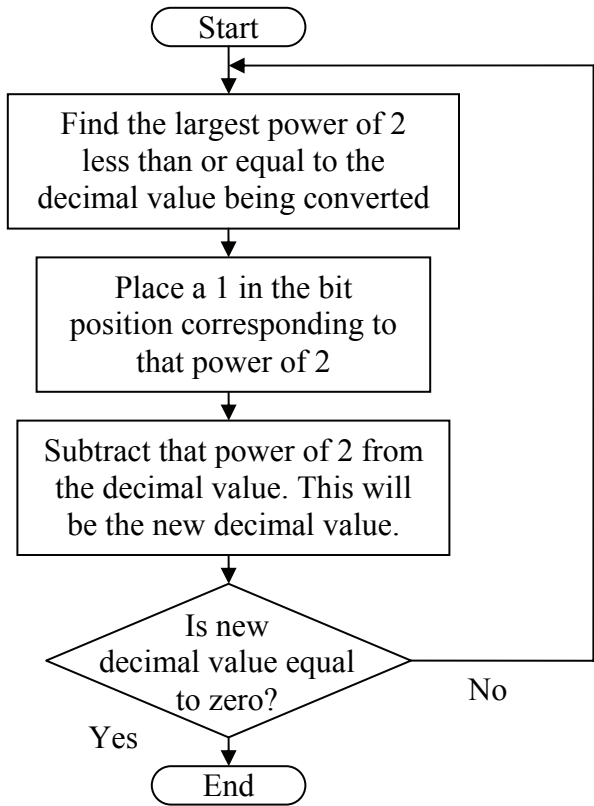 Start
Find the largest power of 2
less than or equal to the
decimal value being converted
Place a 1 in the bit
position corresponding to
that power of 2
Subtract that power of 2 from
the decimal value. This will
be the new decimal value.
Is new
decimal value equal
to zero?
No
Yes
End